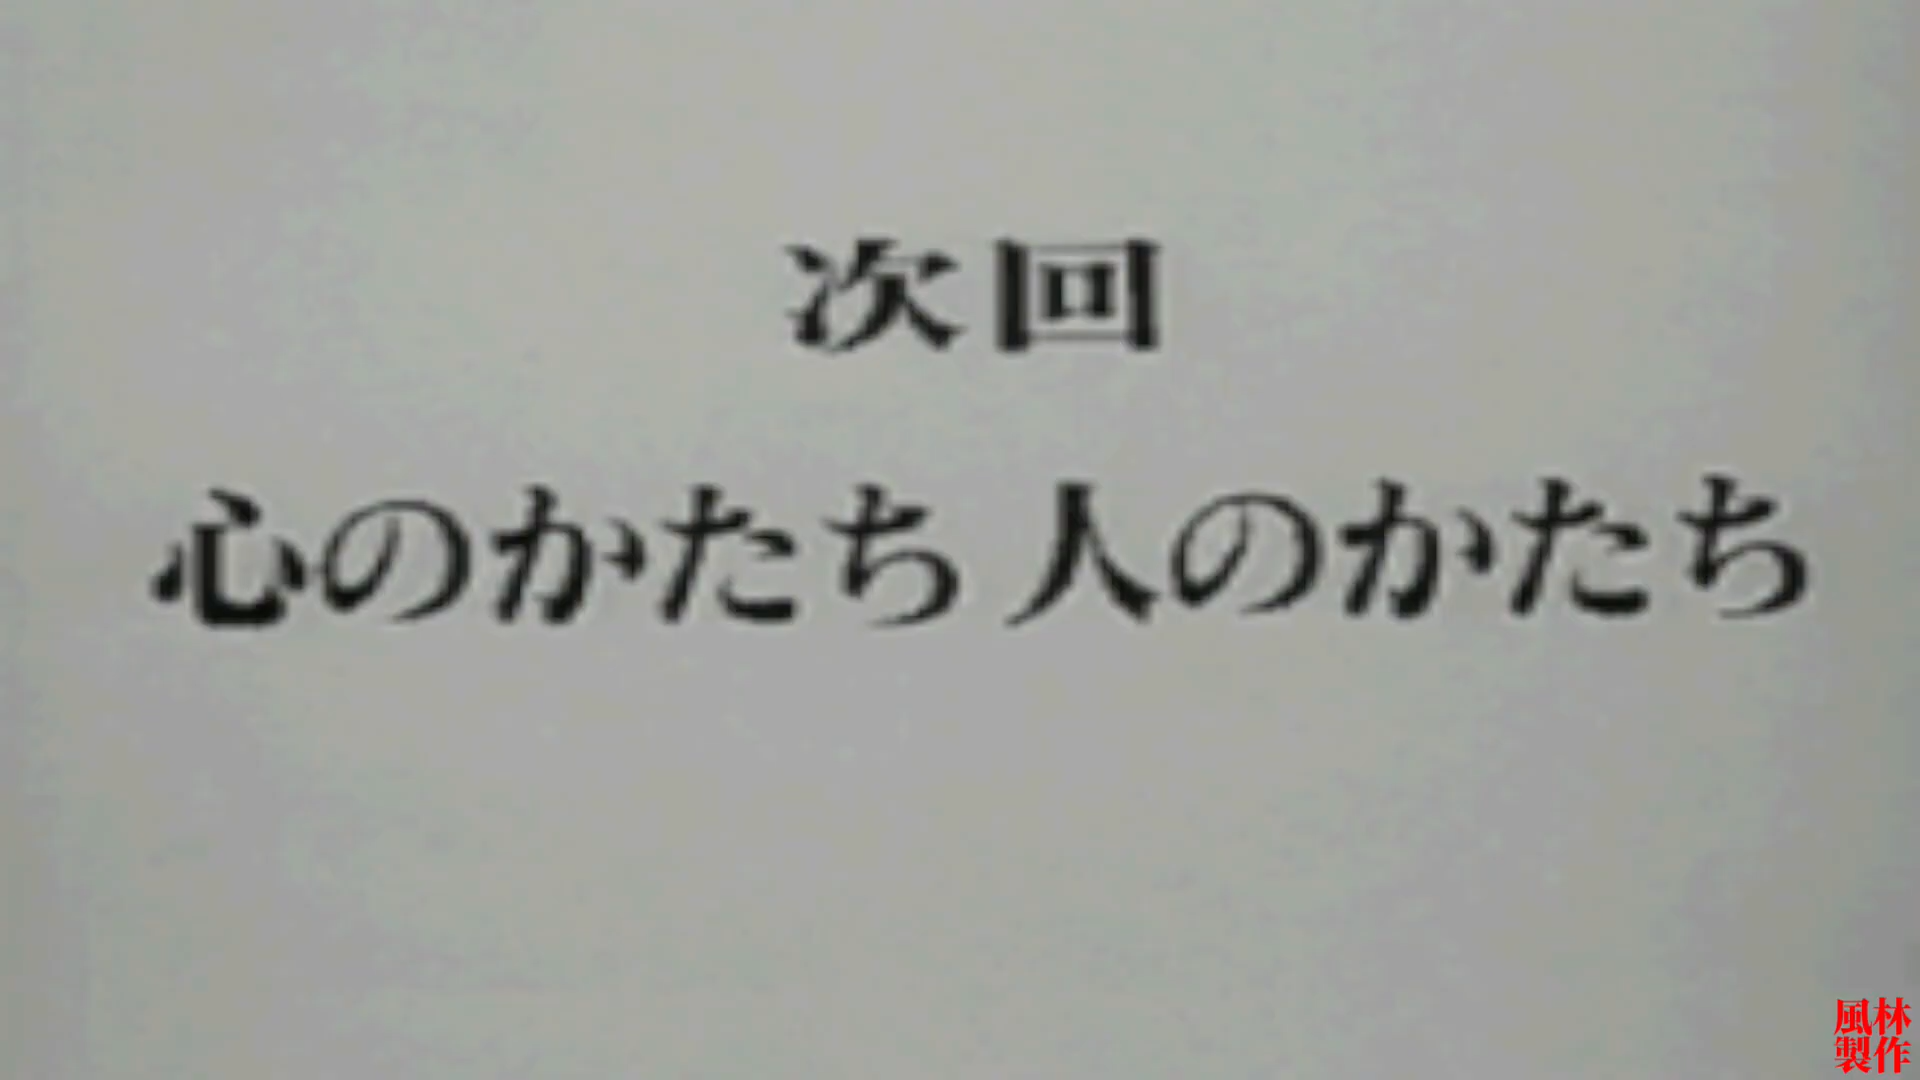 次回
心のかたち 人のかたち
風林
製作